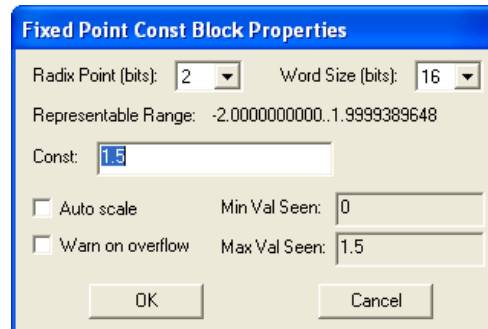 Fixed Point Const Block Properties
Radix Point (bits): 2 Word Size (bits): 16
Representable Range: -2.0000000000..1.9999389648
Const: 1.5
Auto scale Min Val Seen: 0
Warn on overflow Max Val Seen: 1.5
OK Cancel